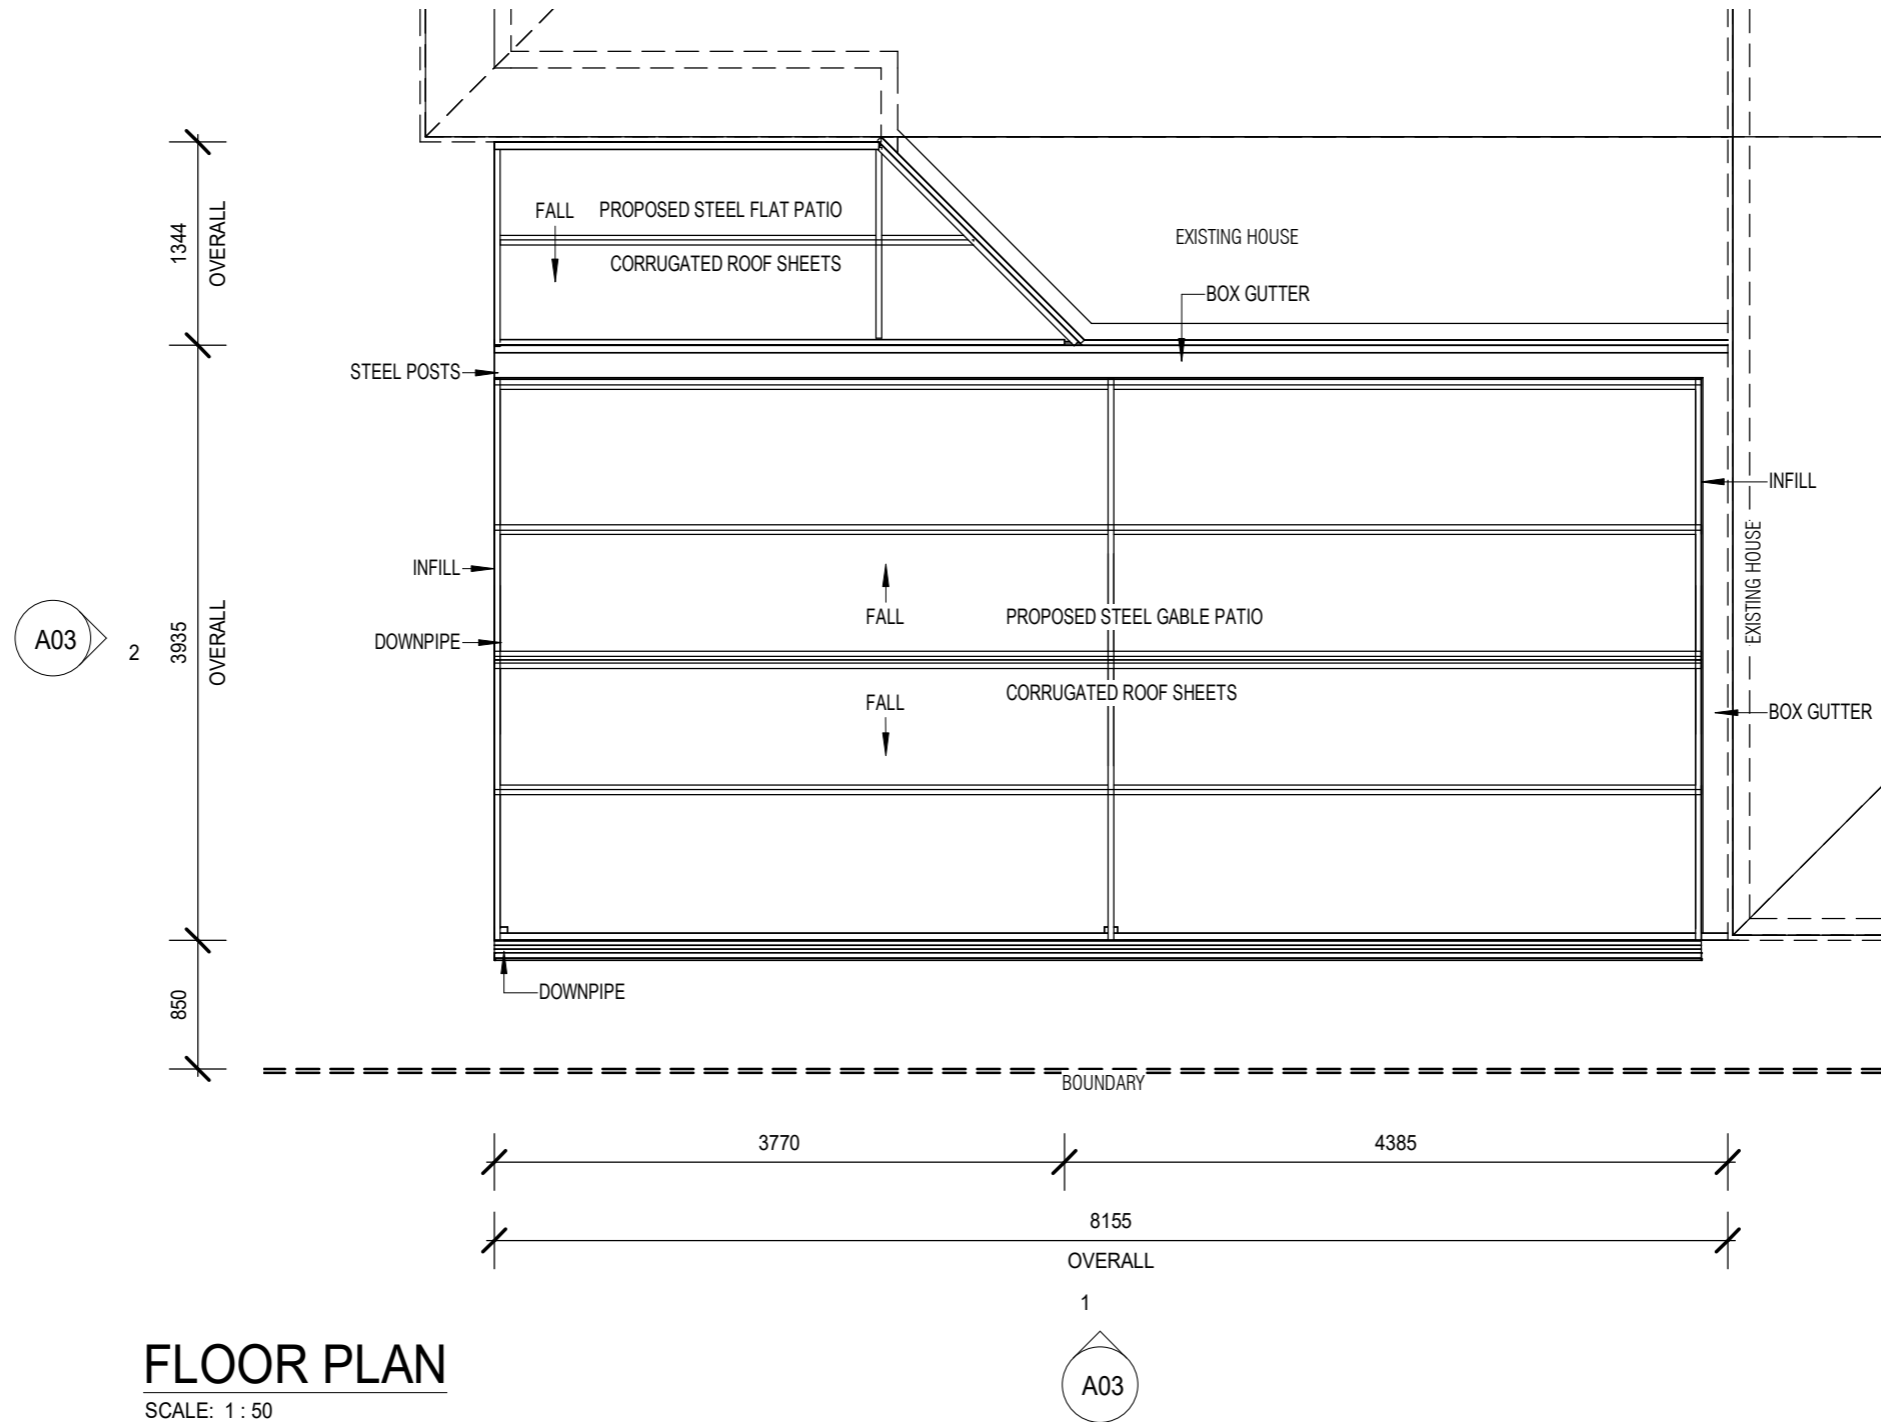 1344
OVERALL
FALL
PROPOSED STEEL FLAT PATIO
CORRUGATED ROOF SHEETS
EXISTING HOUSE
BOX GUTTER
STEEL POSTS
INFILL
INFILL
EXISTING HOUSE
FALL
PROPOSED STEEL GABLE PATIO
A03
2
3935
OVERALL
DOWNPIPE
CORRUGATED ROOF SHEETS
FALL
BOX GUTTER
850
DOWNPIPE
BOUNDARY
3770
4385
8155
OVERALL
1
A03
FLOOR PLAN
SCALE: 1 : 50